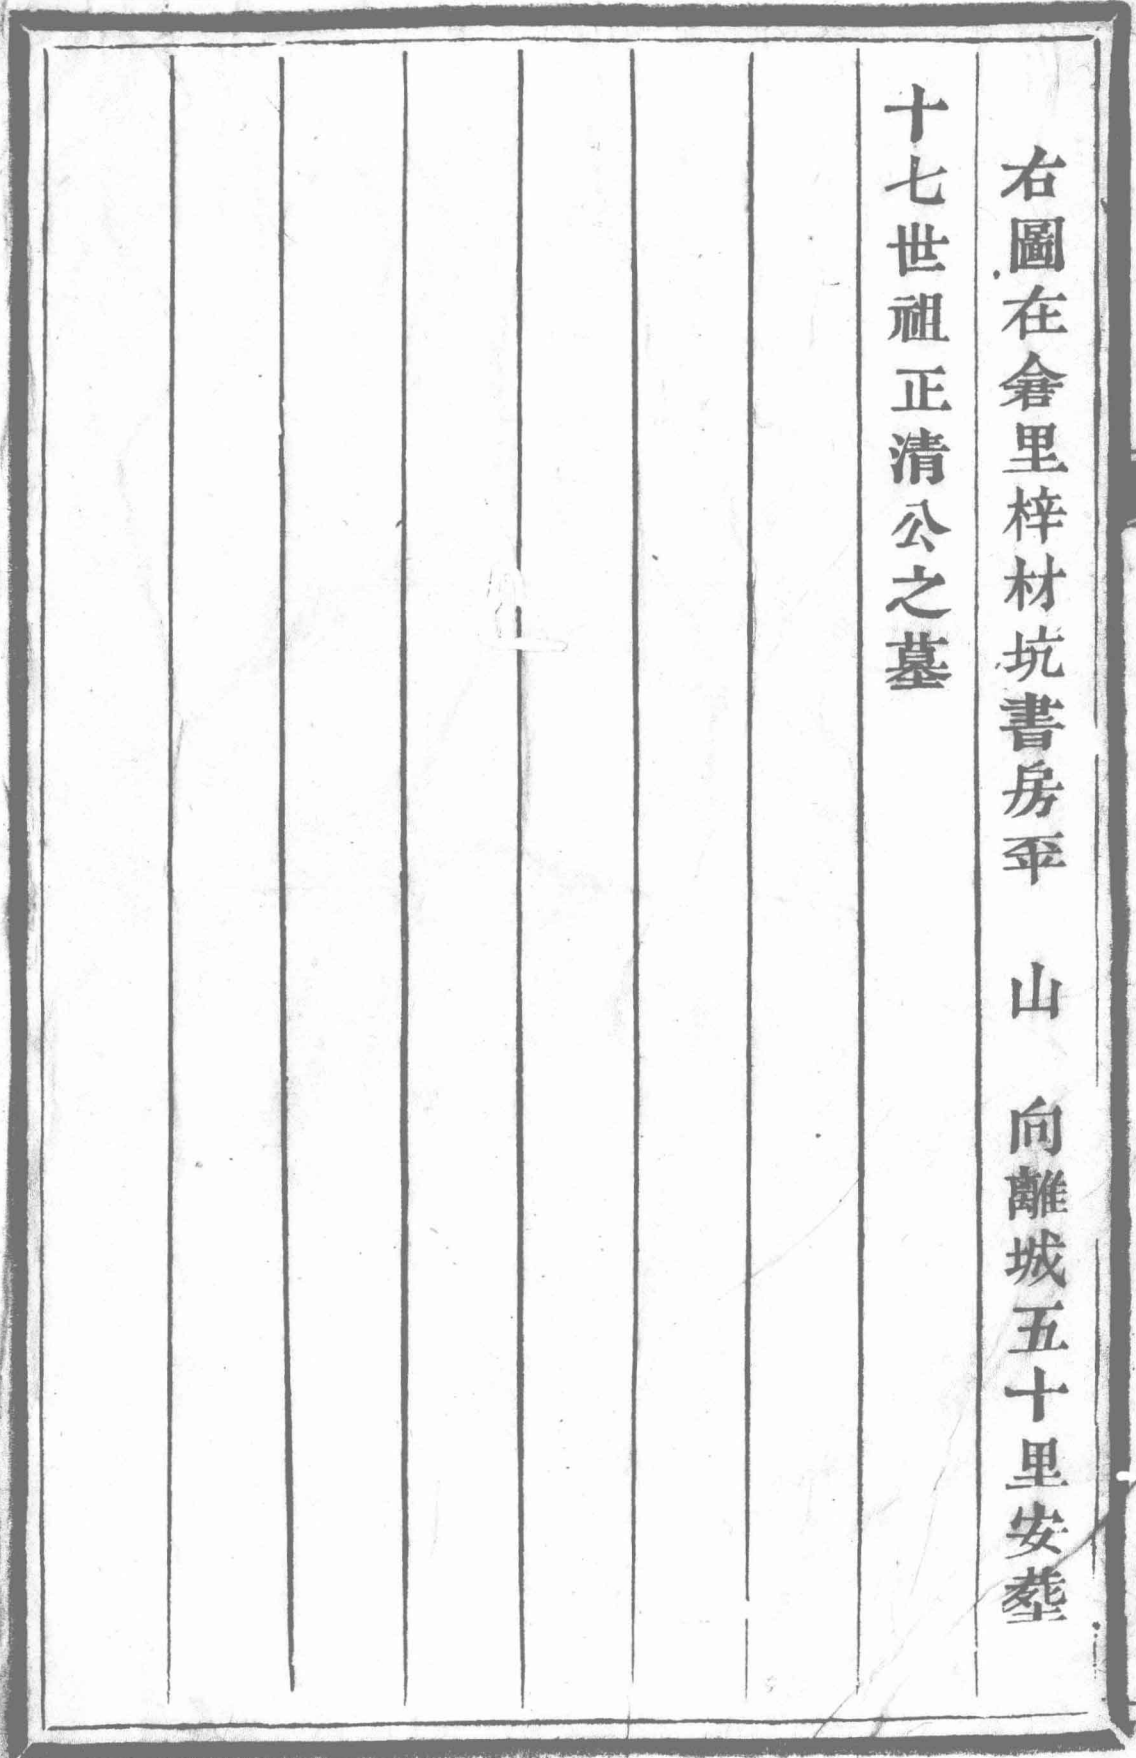 右圖在倉里梓材坑書房平　山　向離城五十里安塟
十七世祖正清公之墓